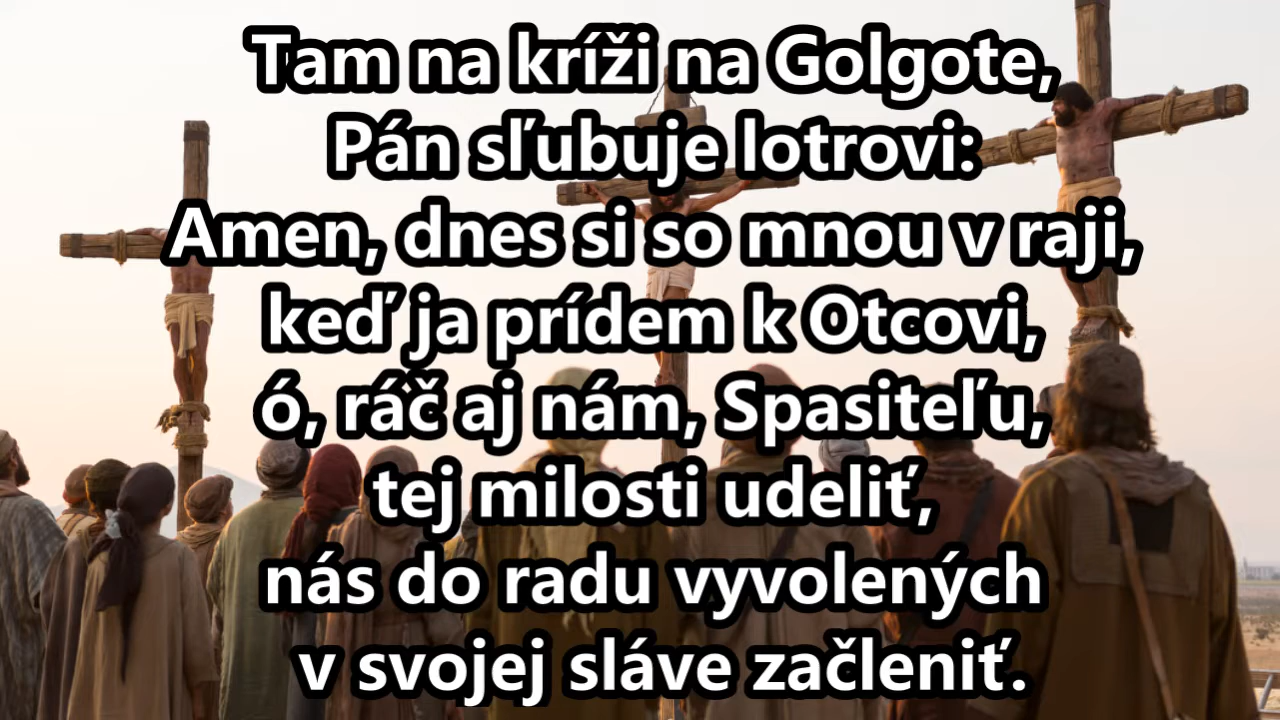 Tam na kríži na Golgote,
Pán sľubuje lotrovi:
Amen, dnes si so mnou v raji,
keď ja prídem k Otcovi,
ó, ráč aj nám, Spasiteľu,
tej milosti udeliť,
nás do radu vyvolených
v svojej sláve začleniť.